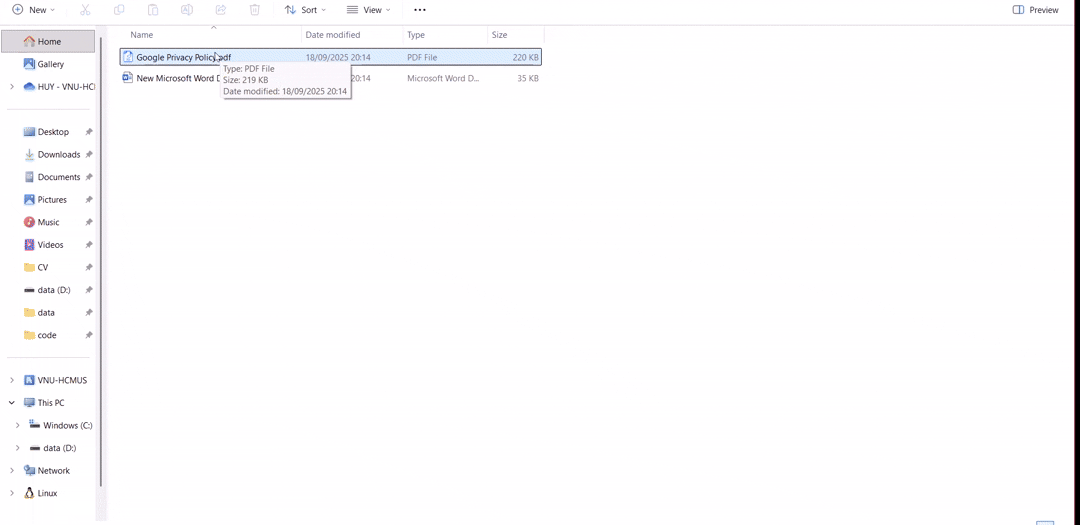 New Sort View ••• Preview
Name Date modified Type Size
Home
Gallery
HUY - VNU-HC
Desktop
Downloads
Documents
Pictures
Music
Videos
CV
data (D:)
data
code
VNU-HCMUS
This PC
Windows (C:)
data (D:)
Network
Linux
Google Privacy Policy.pdf 18/09/2025 20:14 PDF File 220 KB
New Microsoft Word D 20:14 Microsoft Word D... 35 KB
Type: PDF File
Size: 219 KB
Date modified: 18/09/2025 20:14